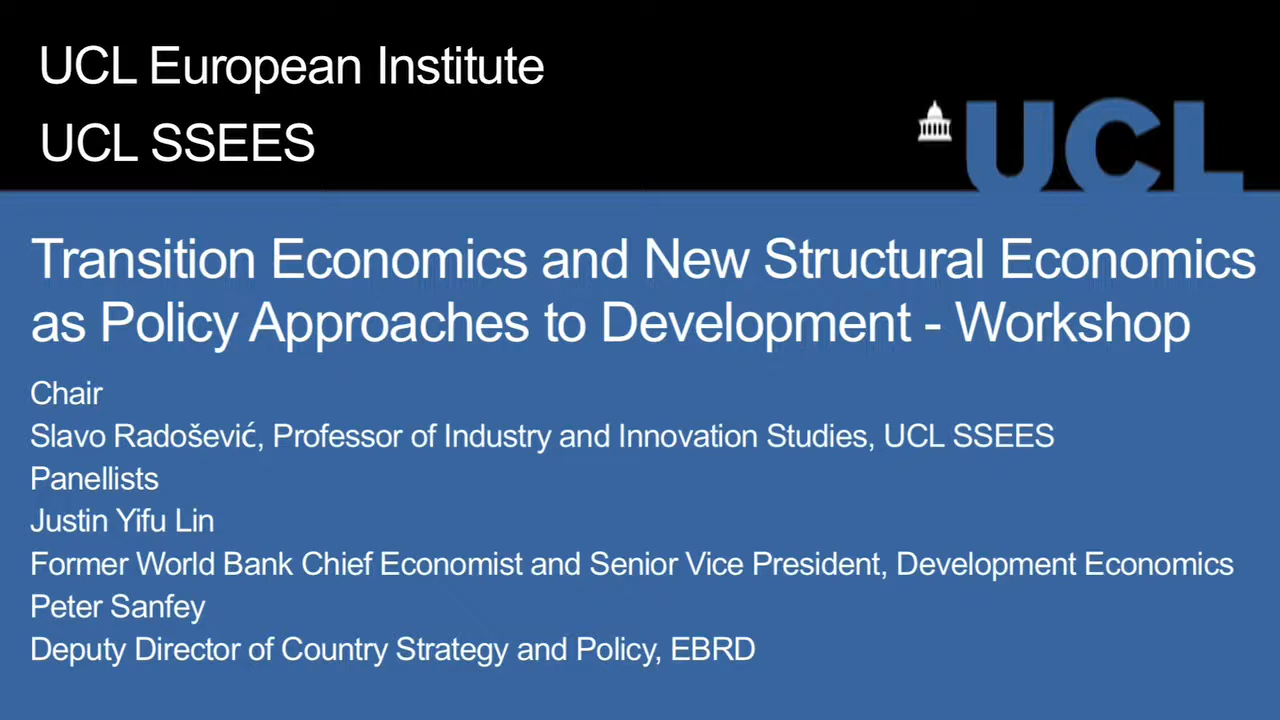 UCL European Institute
UCL SSEES
UCL
Transition Economics and New Structural Economics
as Policy Approaches to Development - Workshop
Chair
Slavo Radošević, Professor of Industry and Innovation Studies, UCL SSEES
Panellists
Justin Yifu Lin
Former World Bank Chief Economist and Senior Vice President, Development Economics
Peter Sanfey
Deputy Director of Country Strategy and Policy, EBRD